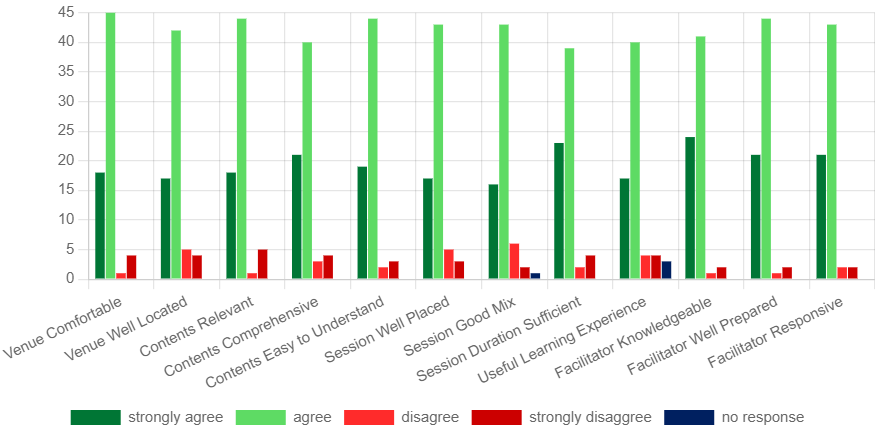 45
40
35
30
25
20
15
10
5
0
Venue Comfortable
Venue Well Located
Contents Relevant
Contents Comprehensive
Contents Easy to Understand
Session Well Placed
Session Good Mix
Session Duration Sufficient
Useful Learning Experience
Facilitator Knowledgeable
Facilitator Well Prepared
Facilitator Responsive
strongly agree agree disagree strongly disaggree no response